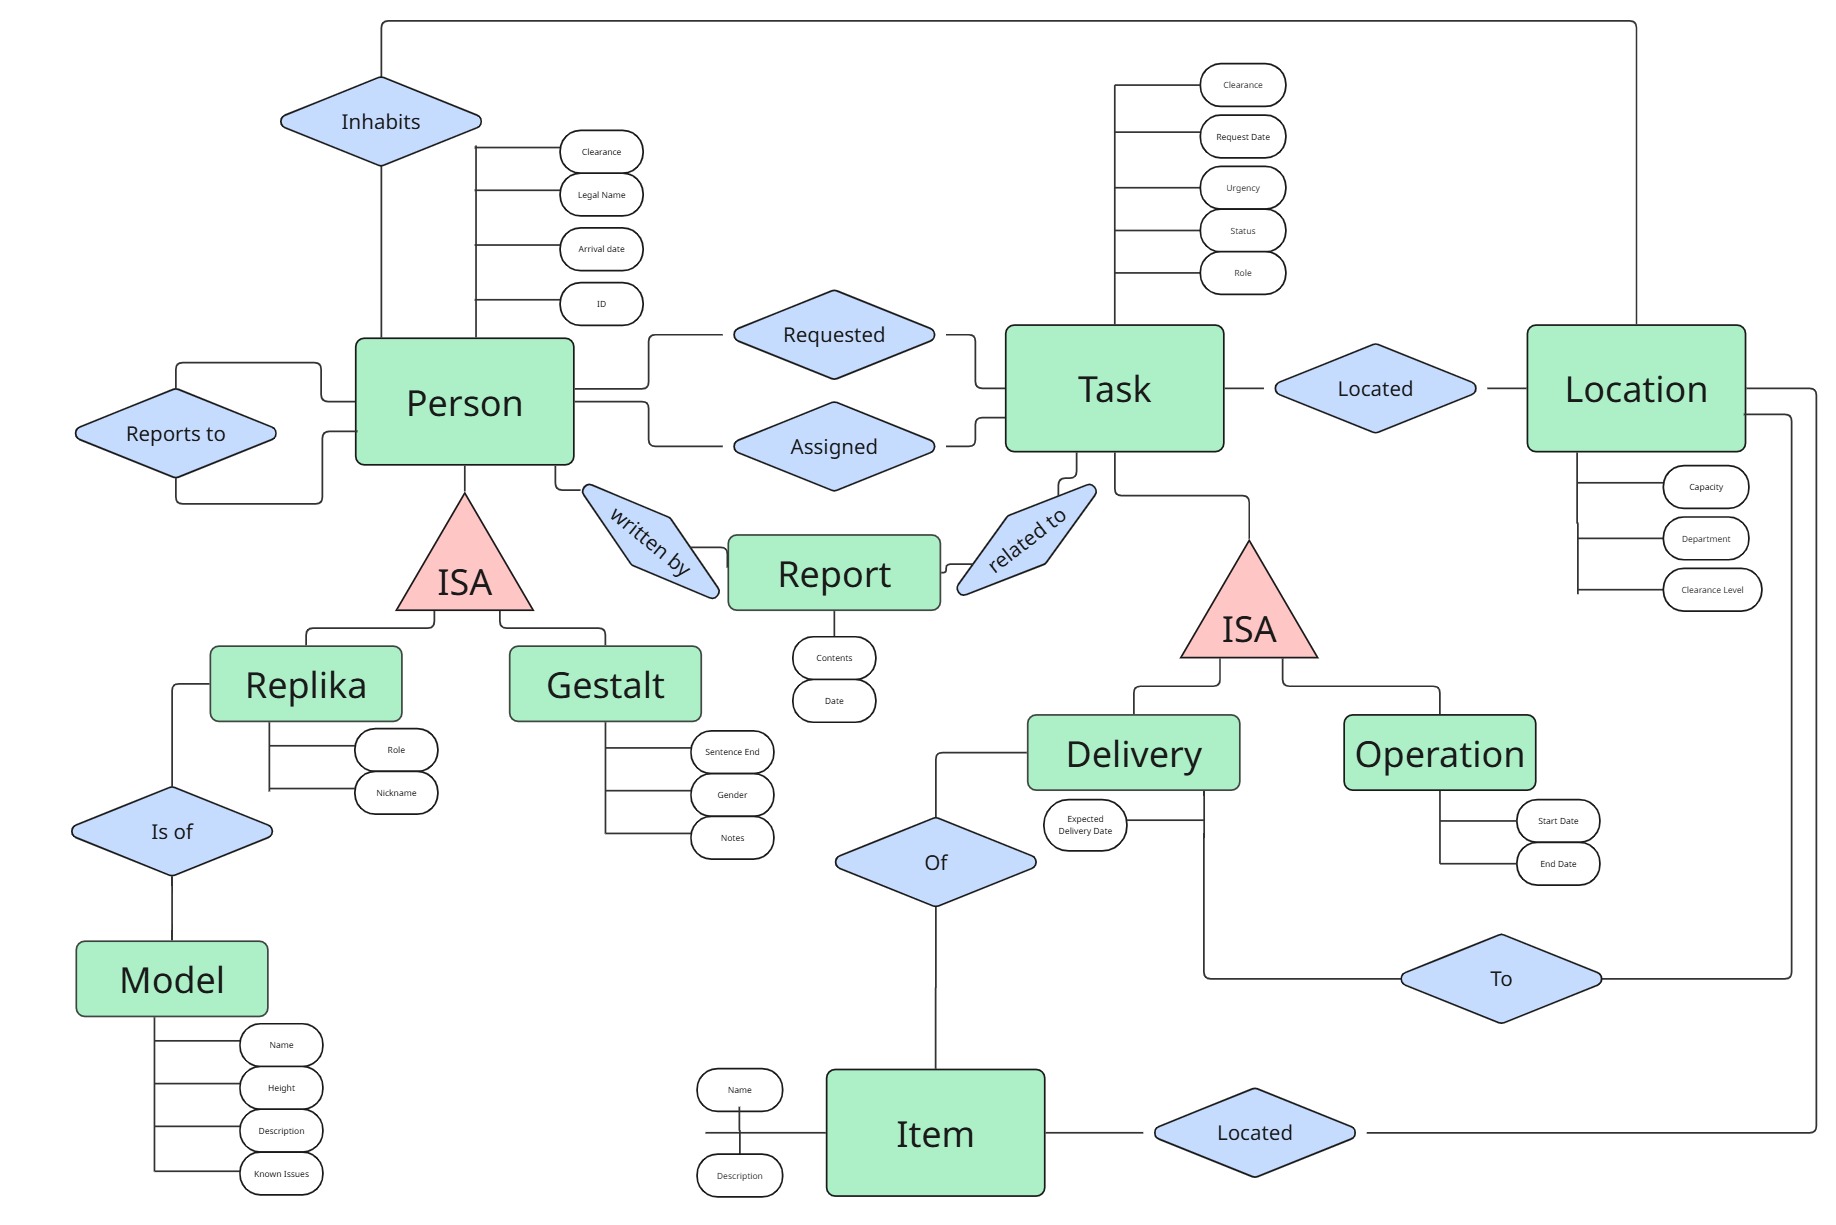 Inhabits
Clearance
Legal Name
Arrival date
ID
Clearance
Request Date
Urgency
Status
Role
Requested
Person
Task
Located
Location
Reports to
Assigned
Capacity
Department
Clearance Level
written by
related to
Report
ISA
ISA
Contents
Date
Replika
Gestalt
Role
Nickname
Sentence End
Gender
Notes
Delivery
Operation
Expected
Delivery Date
Start Date
End Date
Is of
Of
To
Model
Name
Height
Description
Known Issues
Name
Description
Item
Located